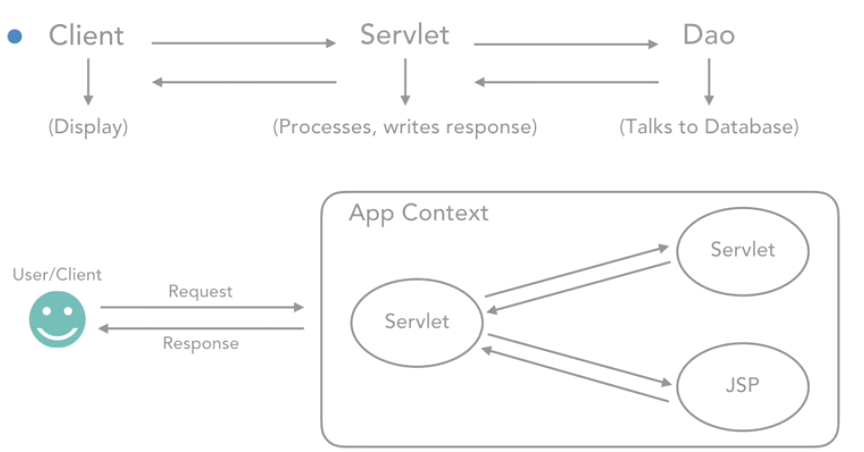 Client Servlet Dao
(Display) (Processes, writes response) (Talks to Database)
App Context
User/Client
Request
Response
Servlet
Servlet
JSP